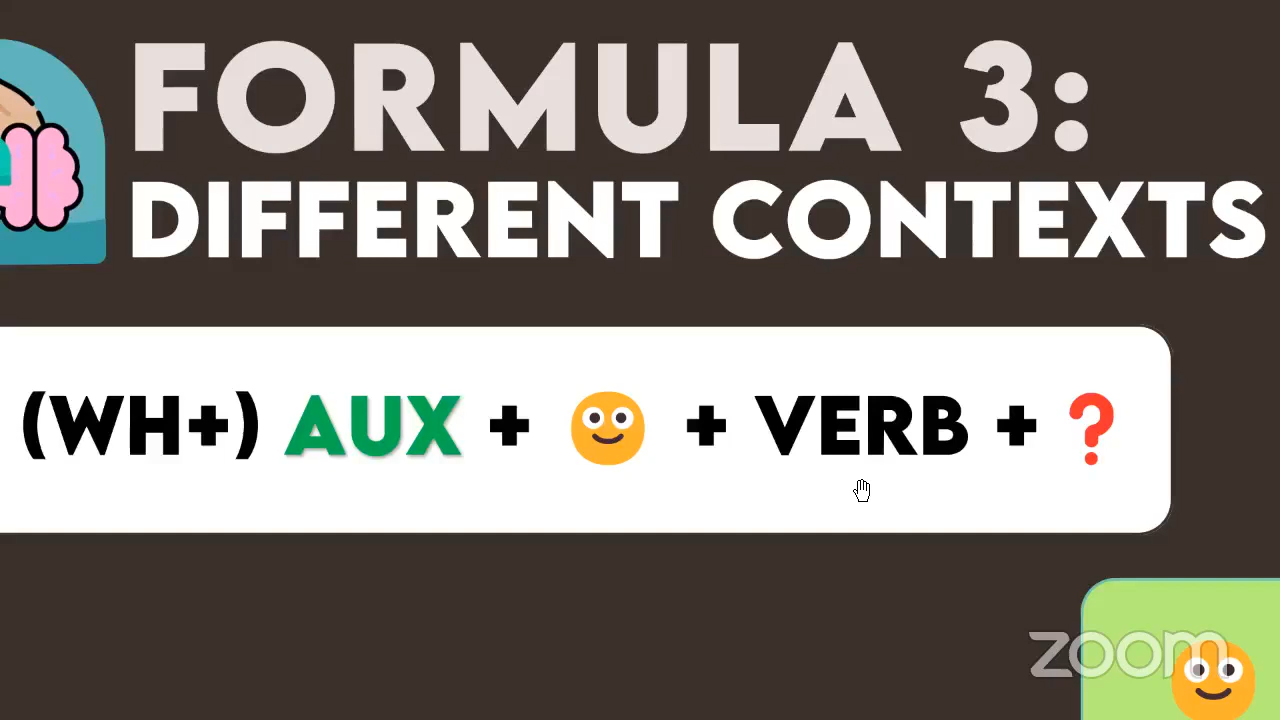 FORMULA 3:
DIFFERENT CONTEXTS
(WH+) AUX + + VERB + ?
zoom